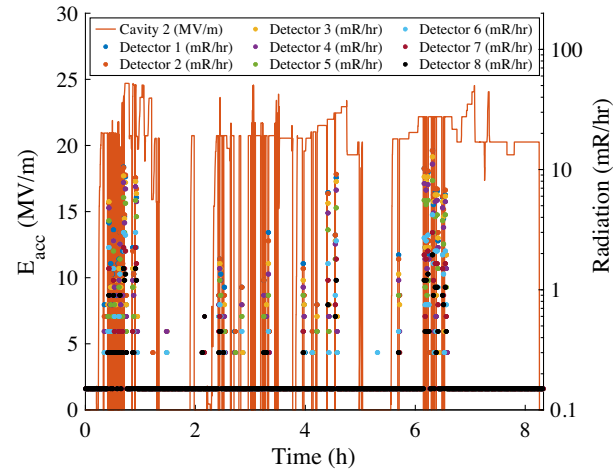 30
25
20
15
10
5
0
E_acc (MV/m)
Cavity 2 (MV/m) Detector 3 (mR/hr) Detector 6 (mR/hr)
Detector 1 (mR/hr) Detector 4 (mR/hr) Detector 7 (mR/hr)
Detector 2 (mR/hr) Detector 5 (mR/hr) Detector 8 (mR/hr)
100
10
1
0.1
Radiation (mR/hr)
0 2 4 6 8
Time (h)